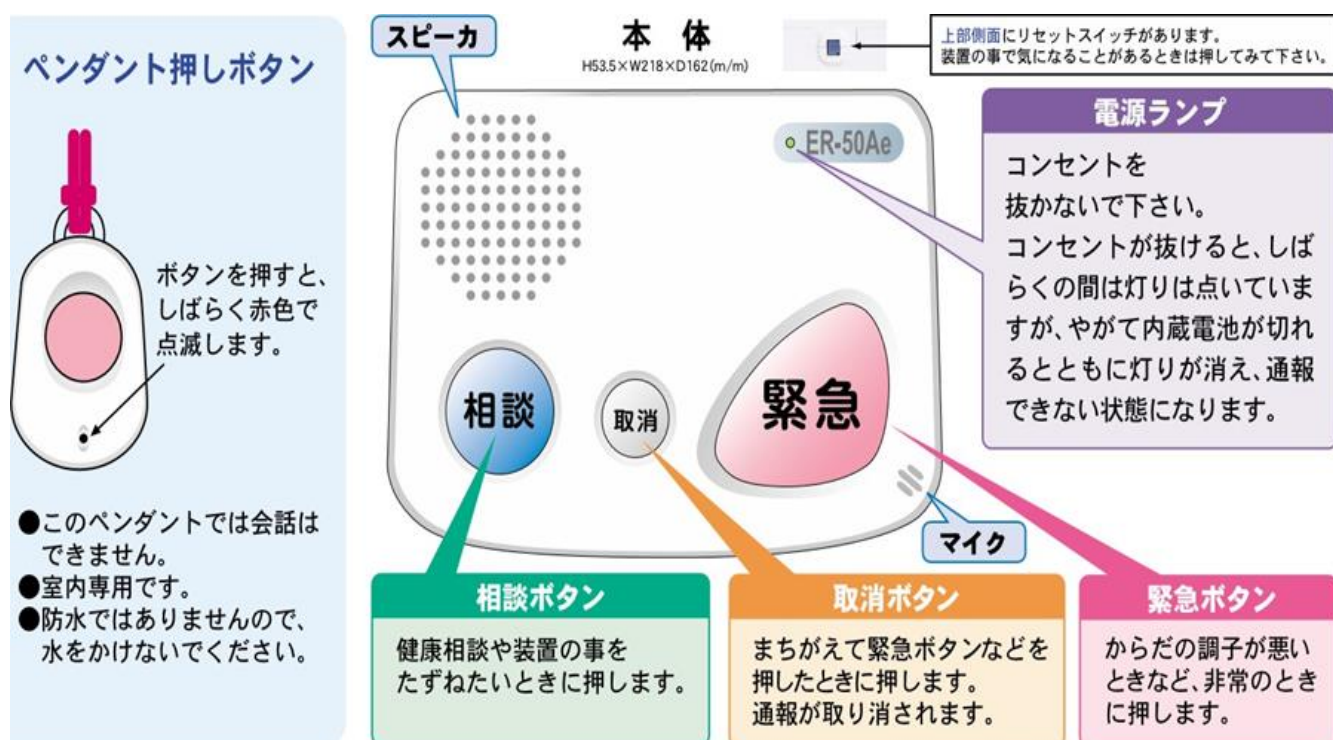 ペンダント押しボタン
ボタンを押すと、
しばらく赤色で
点滅します。
●このペンダントでは会話は
できません。
●室内専用です。
●防水ではありませんので、
水をかけないでください。
スピーカ
本体
H53.5×W218×D162(m/m)
上部側面にリセットスイッチがあります。
装置の事で気になることがあるときは押してみて下さい。
ER-50Ae
電源ランプ
コンセントを
抜かないで下さい。
コンセントが抜けると、しば
らくの間は灯りは点いていま
すが、やがて内蔵電池が切れ
るとともに灯りが消え、通報
できない状態になります。
相談
取消
緊急
マイク
相談ボタン
健康相談や装置の事を
たずねたいときに押します。
取消ボタン
まちがえて緊急ボタンなどを
押したときに押します。
通報が取り消されます。
緊急ボタン
からだの調子が悪い
ときなど、非常のとき
に押します。